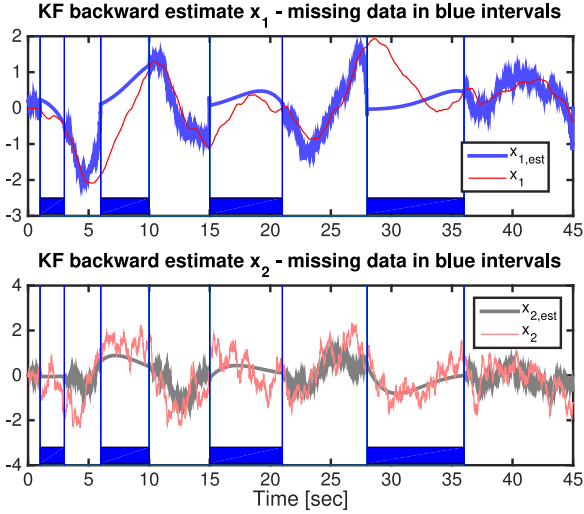 KF backward estimate x1 - missing data in blue intervals
2
1
0
-1
-2
-3
x1,est
x1
0 5 10 15 20 25 30 35 40 45
KF backward estimate x2 - missing data in blue intervals
4
2
0
-2
-4
x2,est
x2
0 5 10 15 20 25 30 35 40 45
Time [sec]